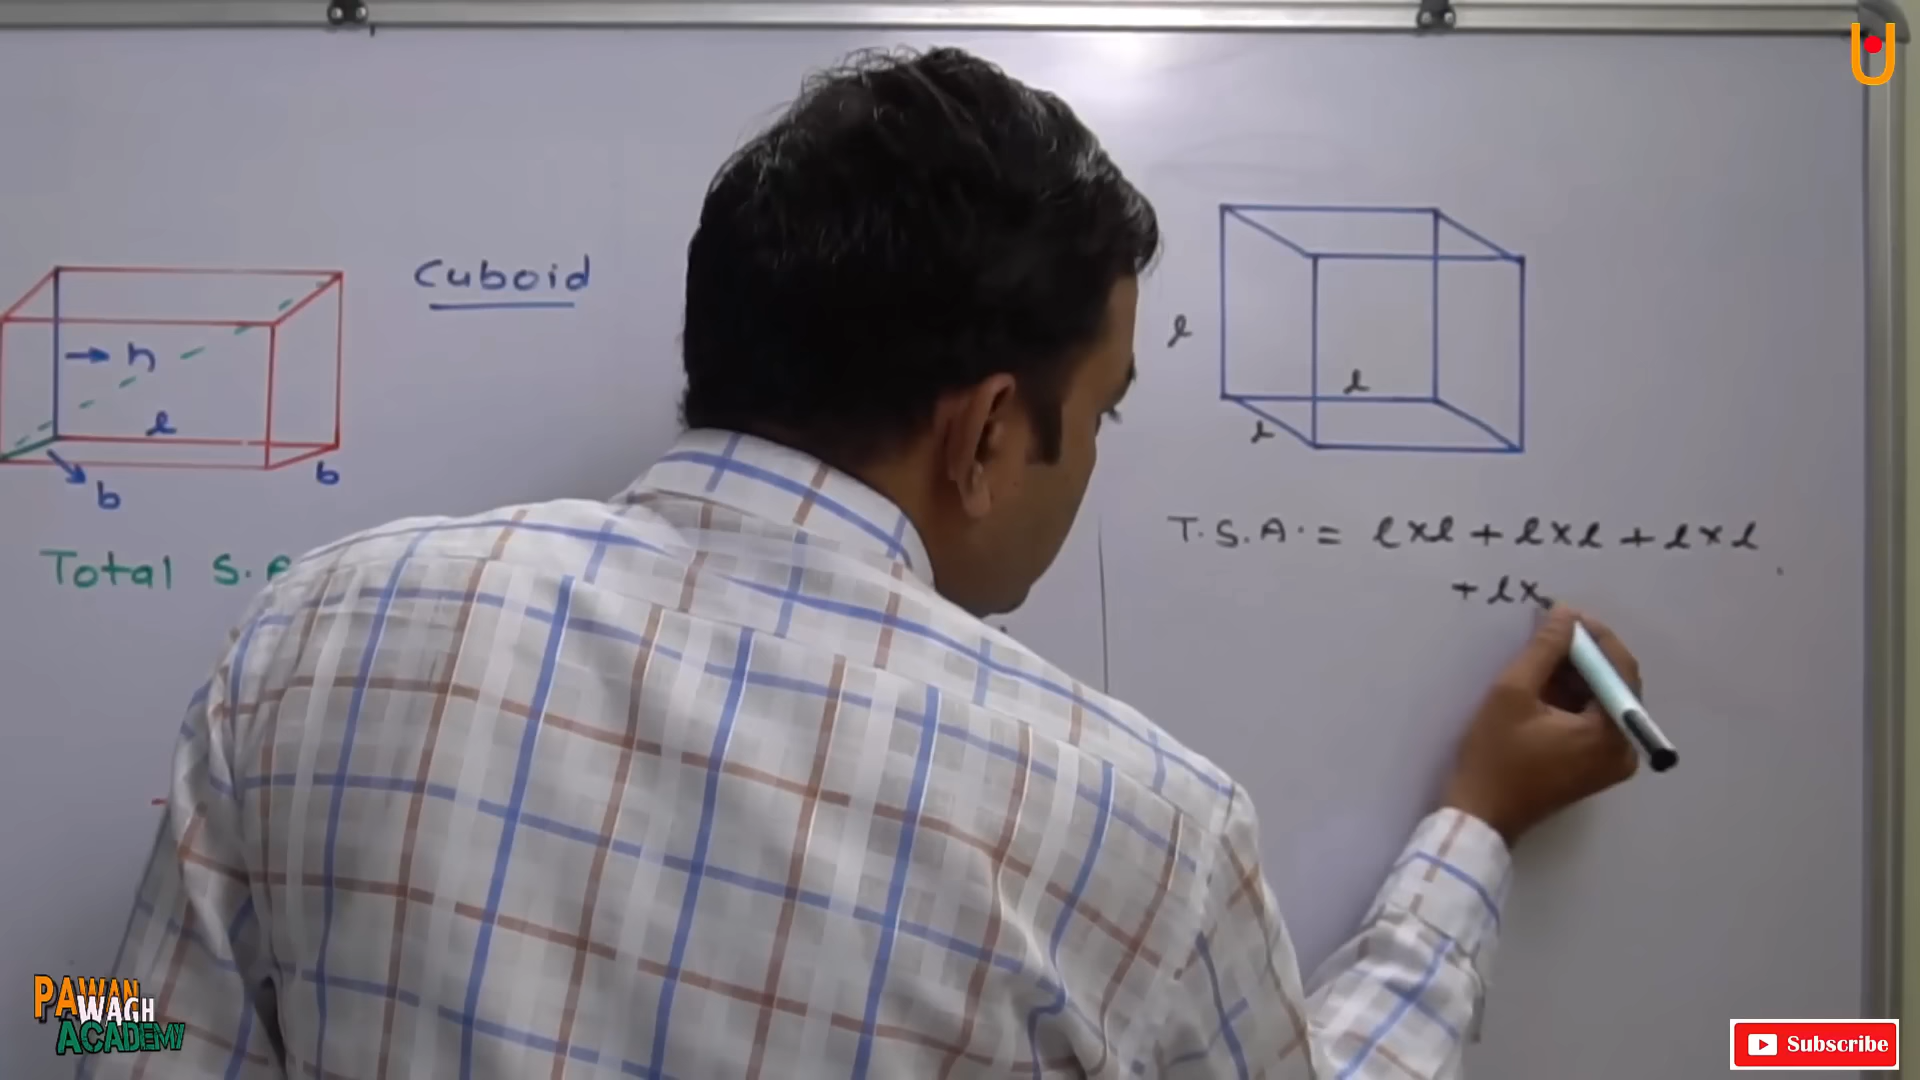 Cuboid
h
l
b
b
Total S.
l
l
l
T.S.A. = l×l + l×l + l×l
+ l×
PAWAN
WAGH
ACADEMY
Subscribe